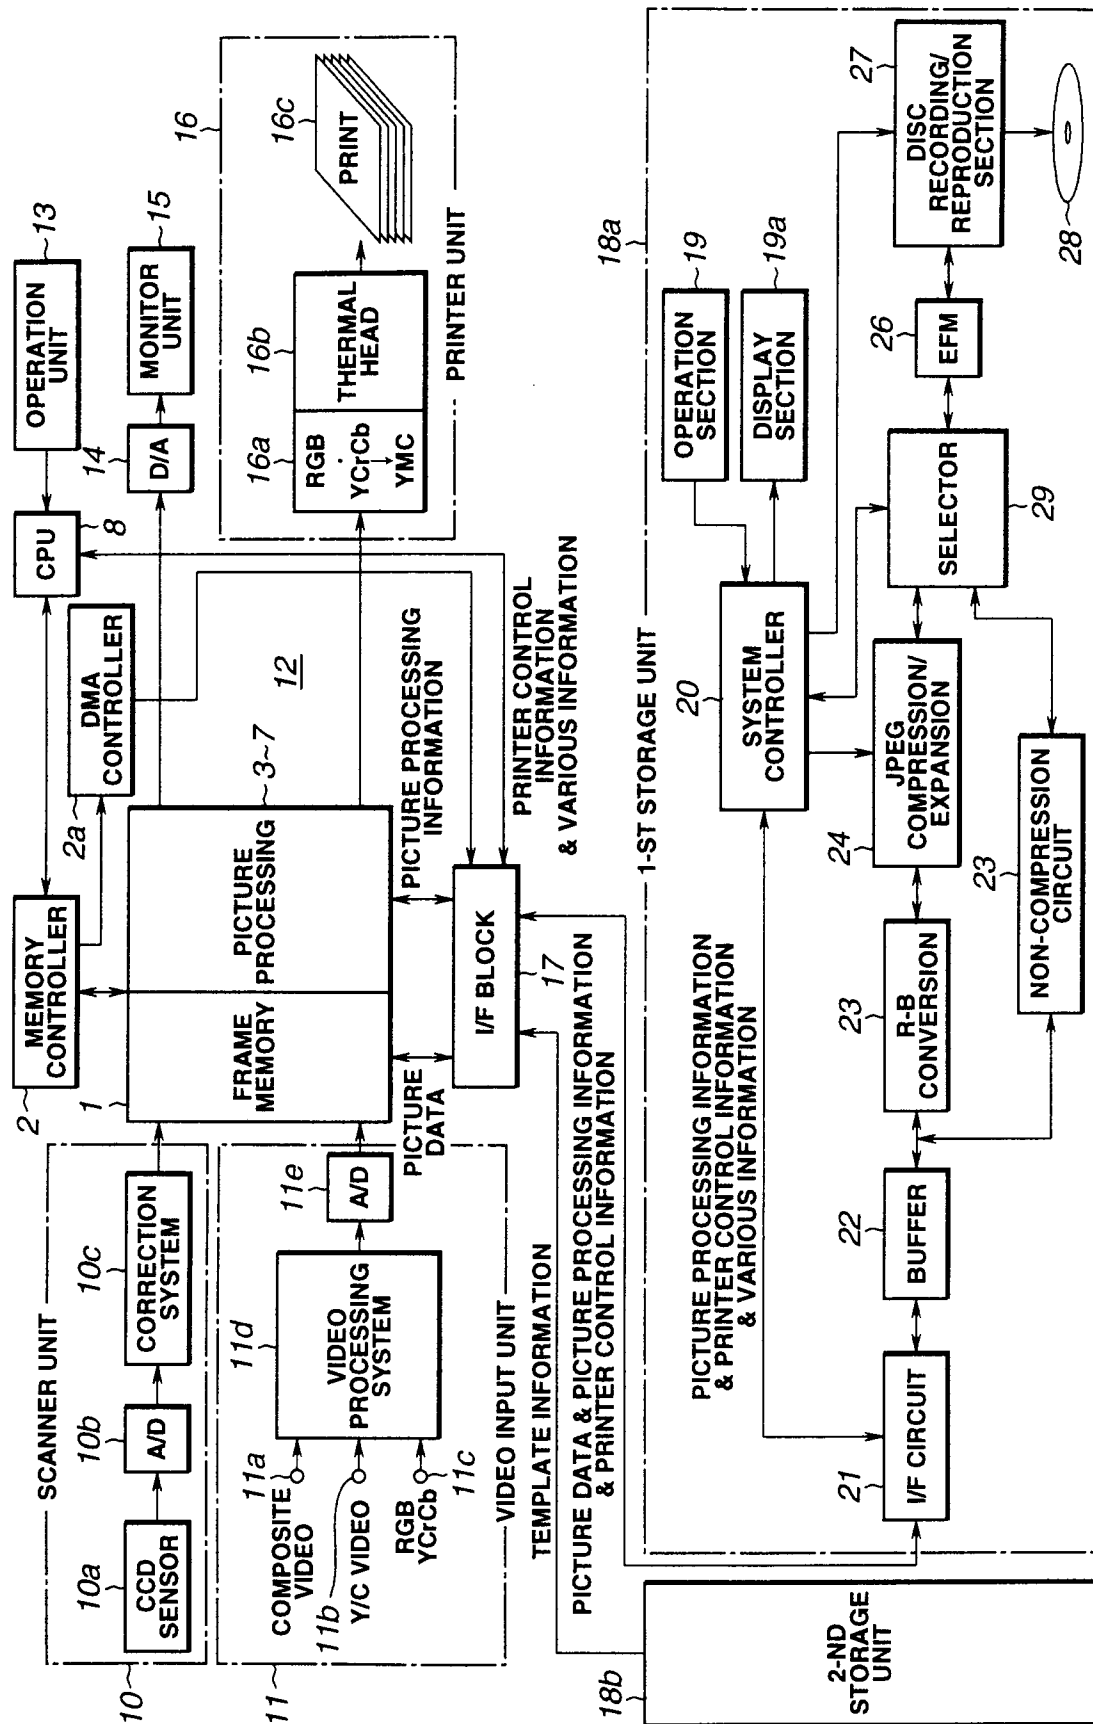 SCANNER UNIT
10
10a
CCD
SENSOR
10b
A/D
10c
CORRECTION
SYSTEM
2
MEMORY
CONTROLLER
2a
DMA
CONTROLLER
CPU
8
OPERATION
UNIT
13
14
D/A
MONITOR
UNIT
15
1
FRAME
MEMORY
PICTURE
PROCESSING
3~7
12
11
VIDEO INPUT UNIT
COMPOSITE
VIDEO
11a
Y/C VIDEO
11b
RGB
YCrCb
11c
11d
VIDEO
PROCESSING
SYSTEM
11e
A/D
PICTURE
DATA
PICTURE PROCESSING
INFORMATION
I/F BLOCK
17
PRINTER CONTROL
INFORMATION
& VARIOUS INFORMATION
16
16a
RGB
YCrCb
YMC
16b
THERMAL
HEAD
16c
PRINT
PRINTER UNIT
TEMPLATE INFORMATION
PICTURE DATA & PICTURE PROCESSING INFORMATION
& PRINTER CONTROL INFORMATION
18b
2-ND
STORAGE
UNIT
1-ST STORAGE UNIT
18a
PICTURE PROCESSING INFORMATION
& PRINTER CONTROL INFORMATION
& VARIOUS INFORMATION
20
SYSTEM
CONTROLLER
OPERATION
SECTION
19
DISPLAY
SECTION
19a
21
I/F CIRCUIT
BUFFER
22
R-B
CONVERSION
23
24
JPEG
COMPRESSION/
EXPANSION
NON-COMPRESSION
CIRCUIT
23
SELECTOR
29
26
EFM
DISC
RECORDING/
REPRODUCTION
SECTION
27
28